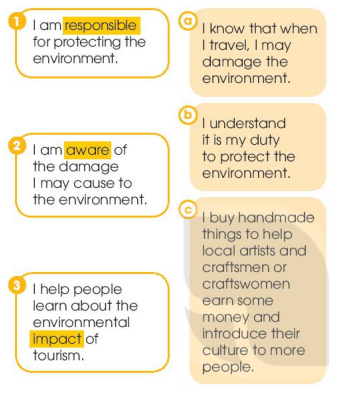 1
I am responsible
for protecting the
environment.
2
I am aware of
the damage
I may cause to
the environment.
3
I help people
learn about the
environmental
impact of
tourism.
a
I know that when
I travel, I may
damage the
environment.
b
I understand
it is my duty
to protect the
environment.
c
I buy handmade
things to help
local artists and
craftsmen or
craftswomen
earn some
money and
introduce their
culture to more
people.